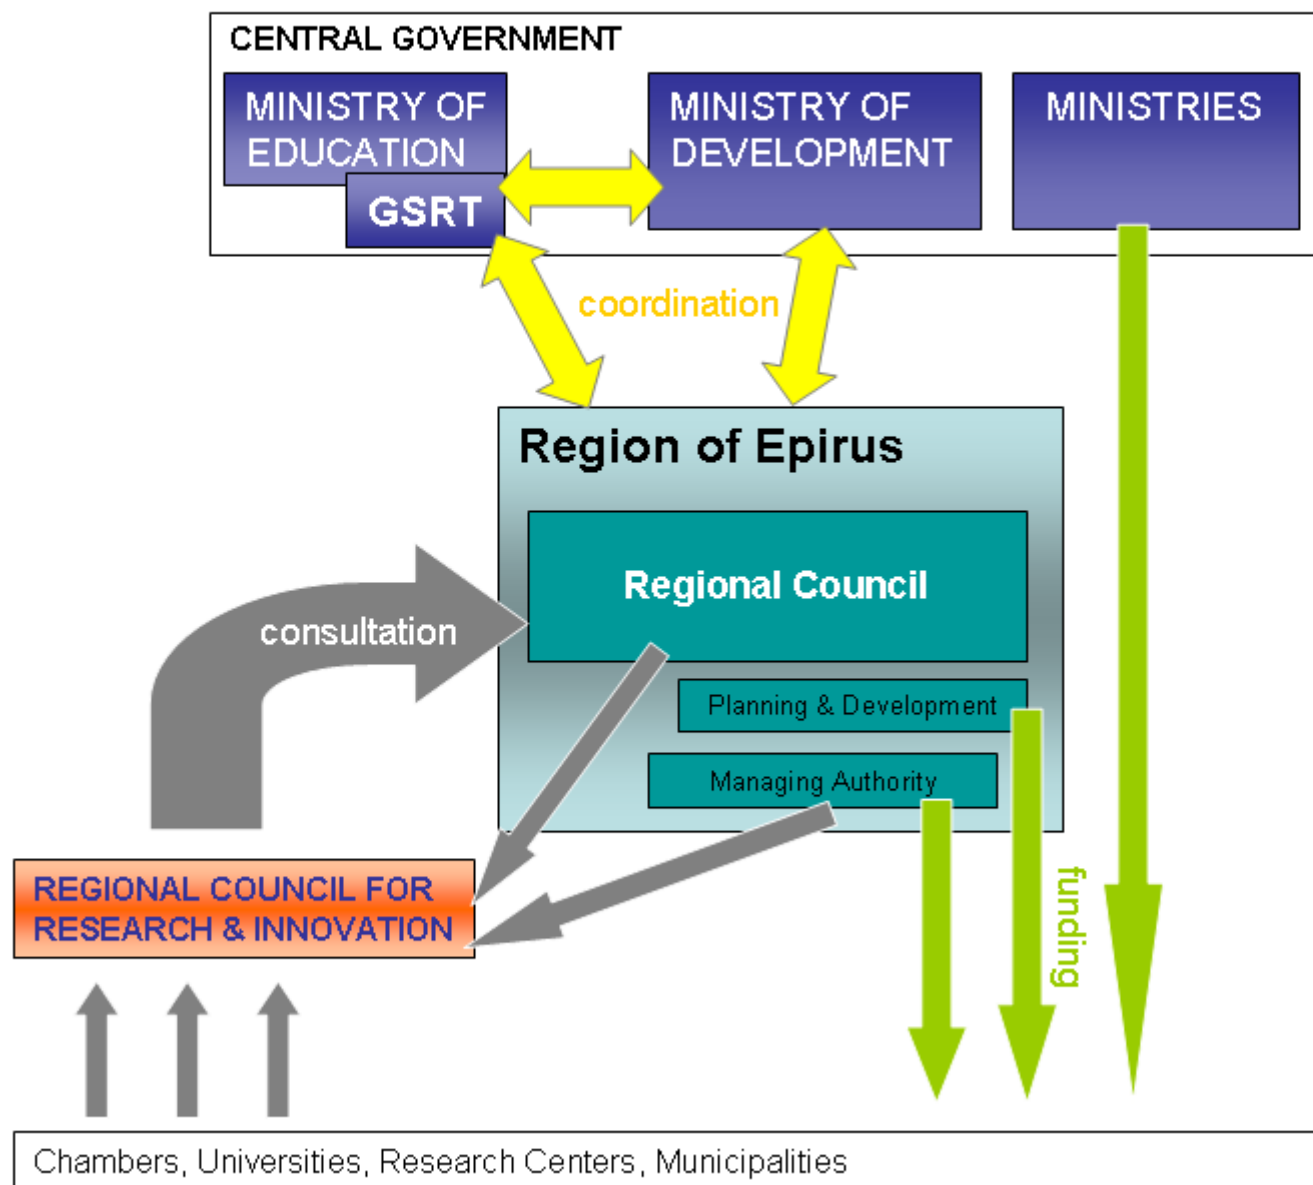 CENTRAL GOVERNMENT
MINISTRY OF
EDUCATION
GSRT
MINISTRY OF
DEVELOPMENT
MINISTRIES
coordination
Region of Epirus
Regional Council
consultation
Planning & Development
Managing Authority
funding
REGIONAL COUNCIL FOR
RESEARCH & INNOVATION
Chambers, Universities, Research Centers, Municipalities